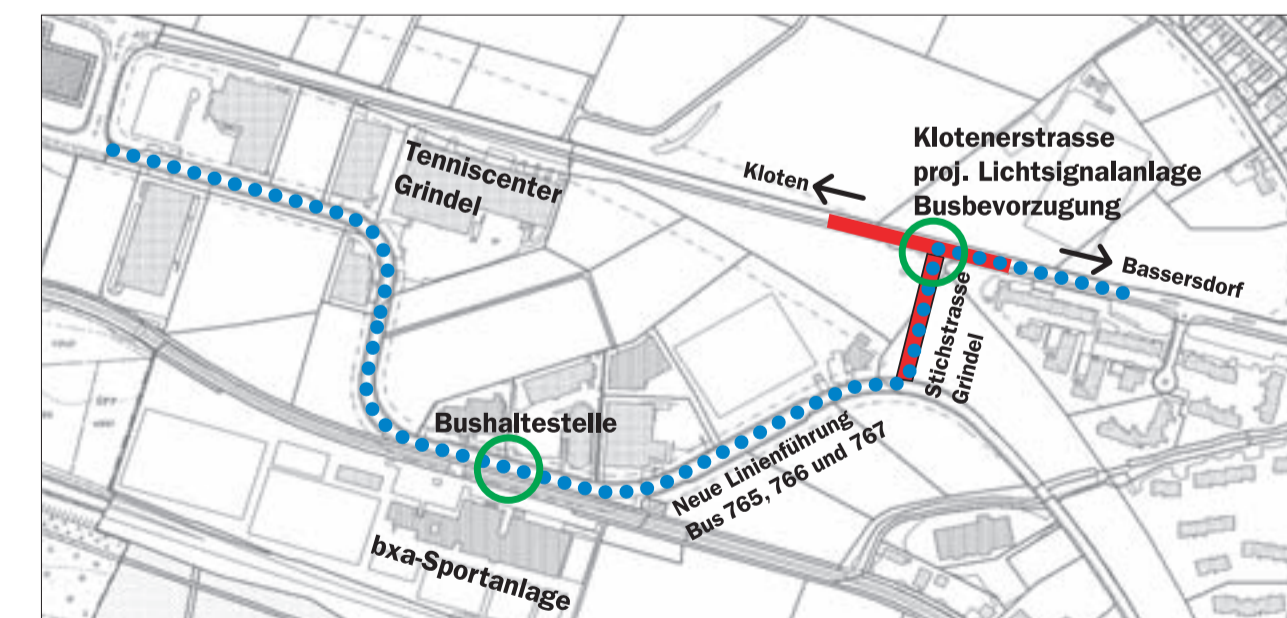 Tenniscenter
Grindel
Kloten
Klotenerstrasse
proj. Lichtsignalanlage
Busbevorzugung
Bassersdorf
Stichstrasse
Grindel
Bushaltestelle
Neue Linienführung
Bus 765, 766 und 767
bxa-Sportanlage